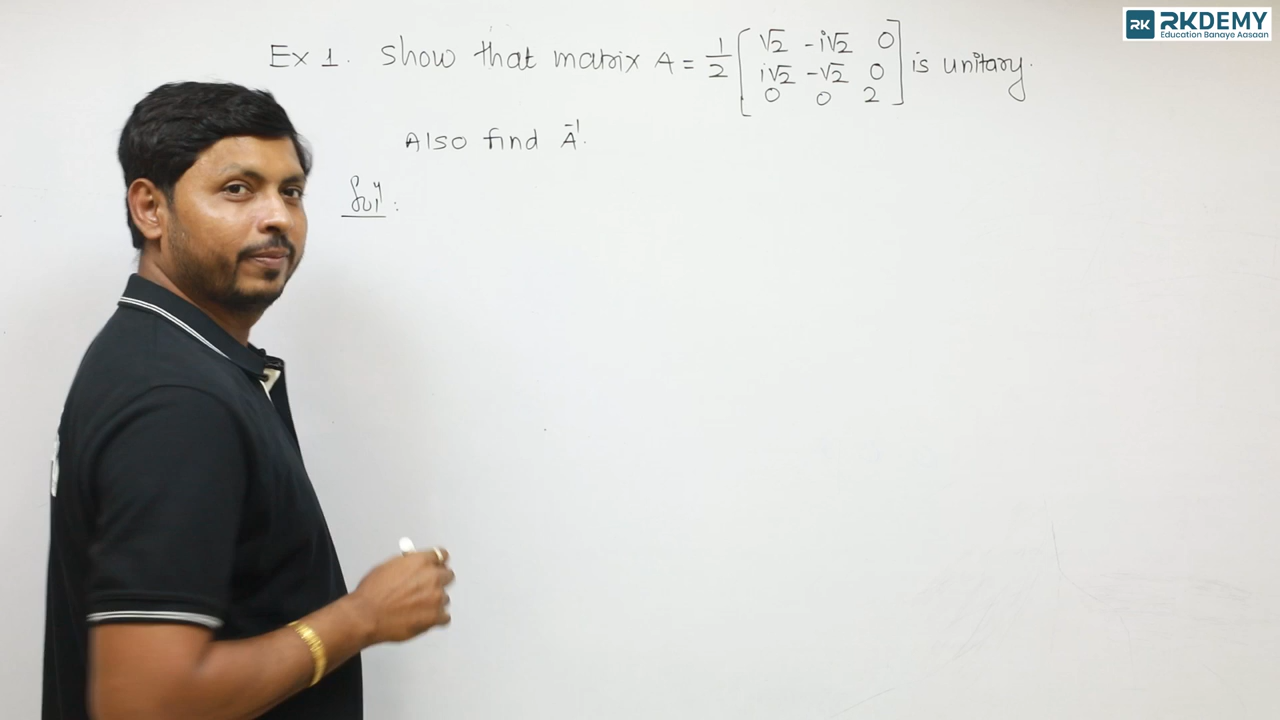 RK RKDEMY
Education Banaye Aasaan
Ex 1. Show that matrix A = 1/2 [√2 -i√2 0
i√2 -√2 0
0 0 2] is unitary.
Also find A⁻¹.
Solⁿ: